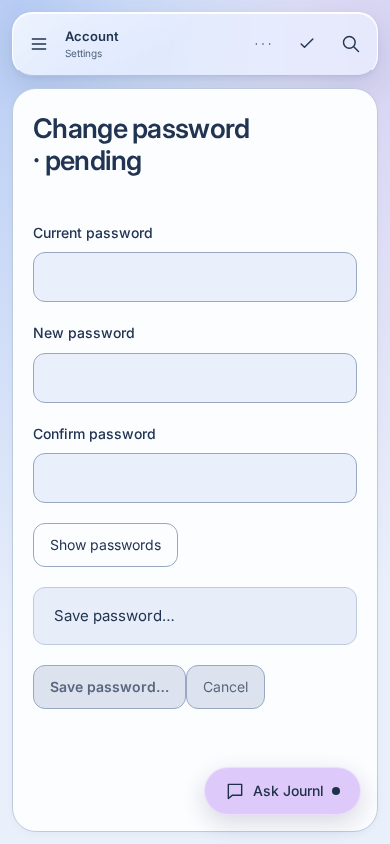 Account
Settings
...
Change password
· pending
Current password
New password
Confirm password
Show passwords
Save password...
Save password... Cancel
Ask Journl